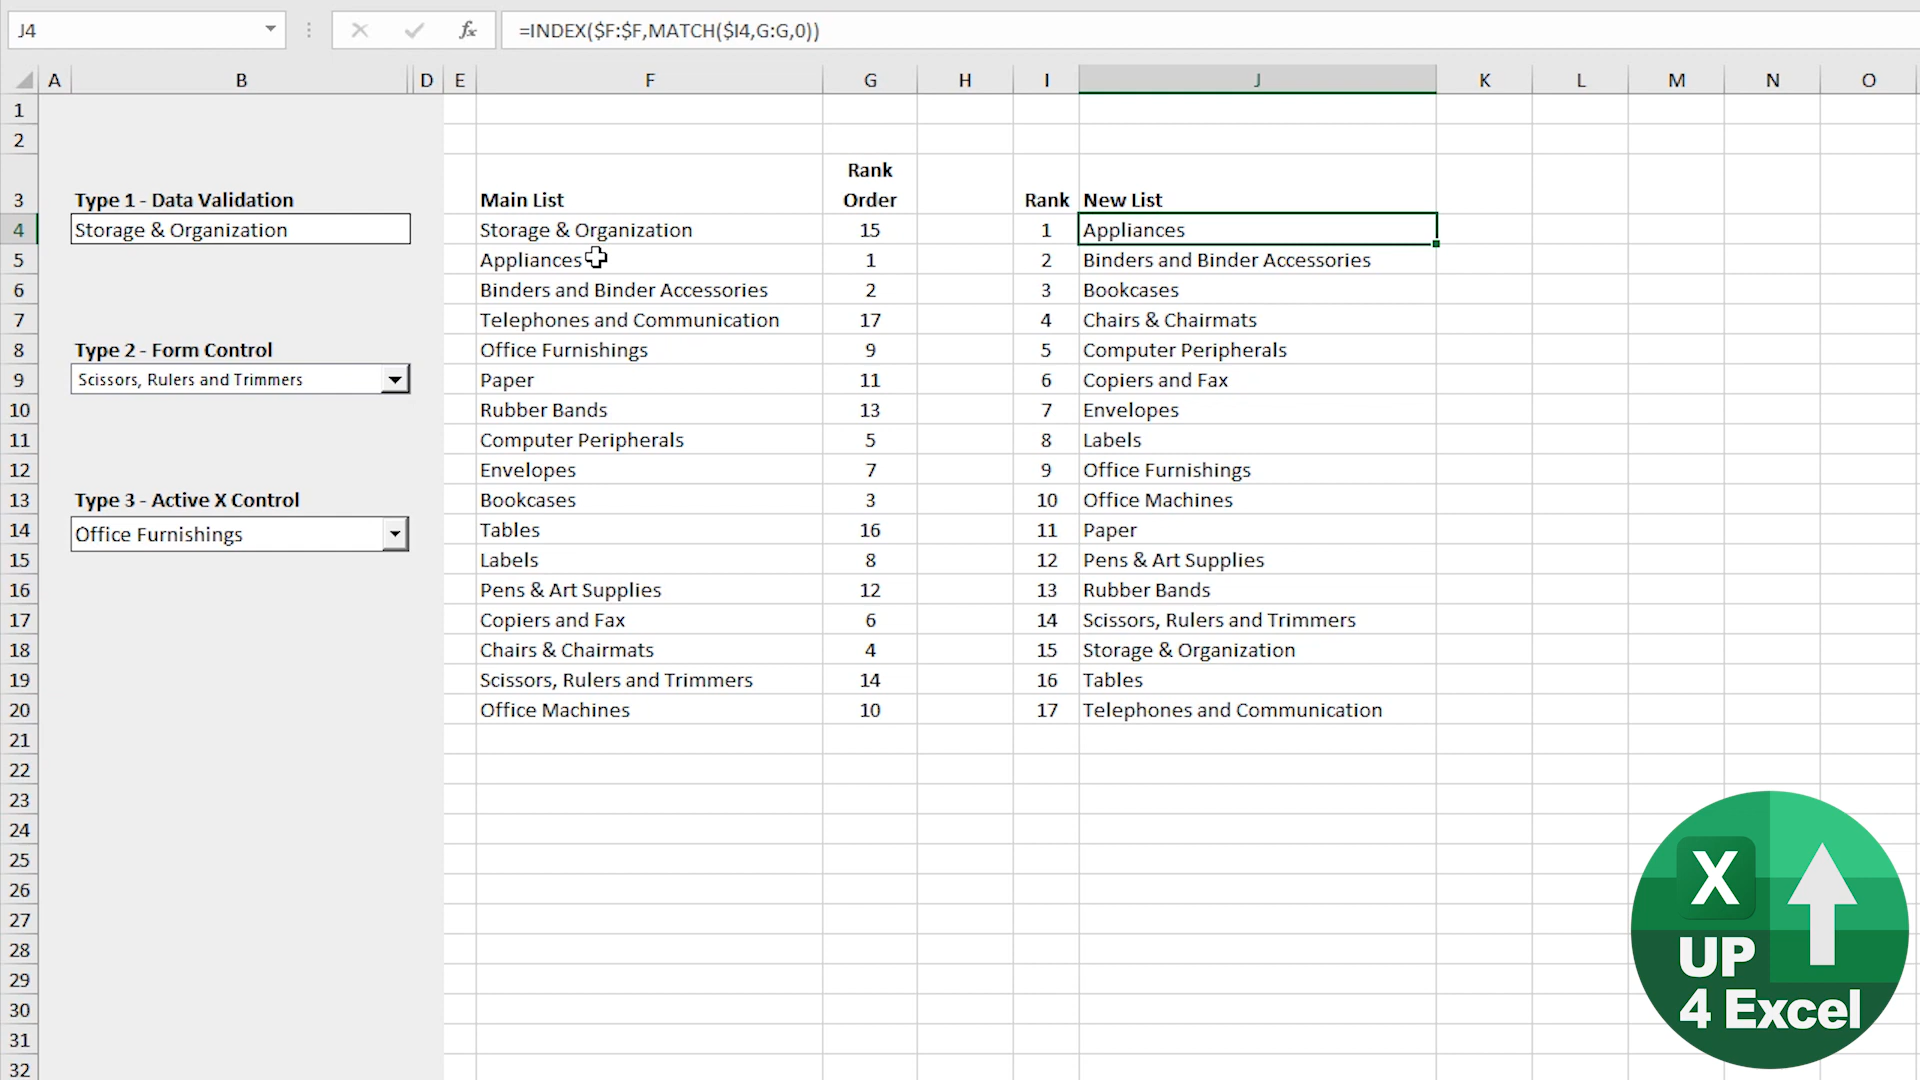 J4
fx
=INDEX($F:$F,MATCH($I4,G:G,0))
A B D E F G H I J K L M N O
1
2
Rank
3 Type 1 - Data Validation Main List Order Rank New List
4 Storage & Organization Storage & Organization 15 1 Appliances
5 Appliances 1 2 Binders and Binder Accessories
6 Binders and Binder Accessories 2 3 Bookcases
7 Telephones and Communication 17 4 Chairs & Chairmats
8 Type 2 - Form Control Office Furnishings 9 5 Computer Peripherals
9 Scissors, Rulers and Trimmers Paper 11 6 Copiers and Fax
10 Rubber Bands 13 7 Envelopes
11 Computer Peripherals 5 8 Labels
12 Envelopes 7 9 Office Furnishings
13 Type 3 - Active X Control Bookcases 3 10 Office Machines
14 Office Furnishings Tables 16 11 Paper
15 Labels 8 12 Pens & Art Supplies
16 Pens & Art Supplies 12 13 Rubber Bands
17 Copiers and Fax 6 14 Scissors, Rulers and Trimmers
18 Chairs & Chairmats 4 15 Storage & Organization
19 Scissors, Rulers and Trimmers 14 16 Tables
20 Office Machines 10 17 Telephones and Communication
21
22
23
24
25
26
27
28
29
30
31
32
X
UP
4 Excel